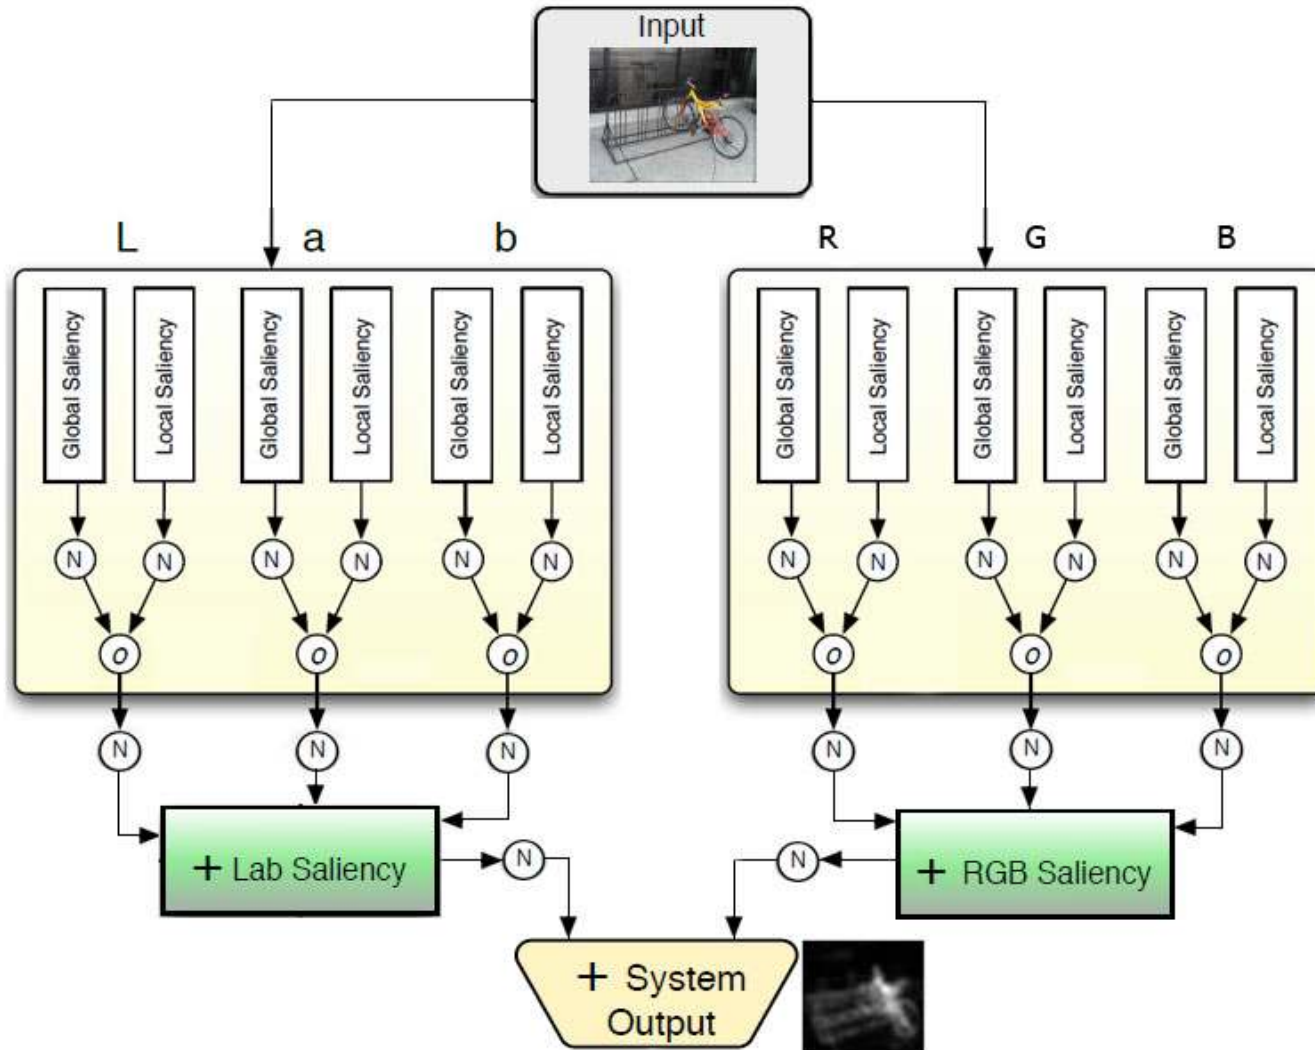 Input
L a b R G B
Global Saliency Local Saliency Global Saliency Local Saliency Global Saliency Local Saliency Global Saliency Local Saliency Global Saliency Local Saliency Global Saliency Local Saliency
N N N N N N N N N N N N
O O O O O O
N N N N N N
+ Lab Saliency N N + RGB Saliency
+ System
Output